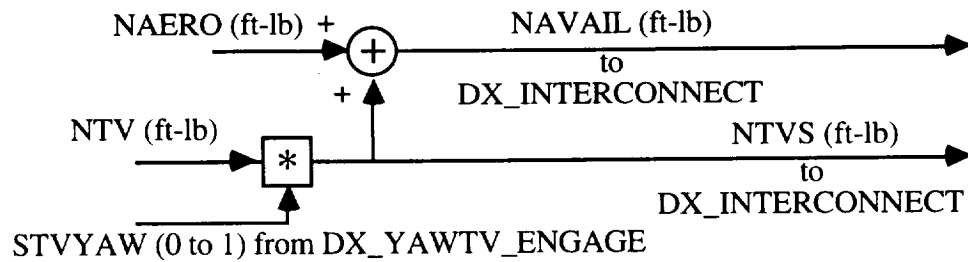 NAERO (ft-lb) +
+
NAVAIL (ft-lb)
to
DX_INTERCONNECT
+
NTV (ft-lb)
*
NTVS (ft-lb)
to
DX_INTERCONNECT
STVYAW (0 to 1) from DX_YAWTV_ENGAGE